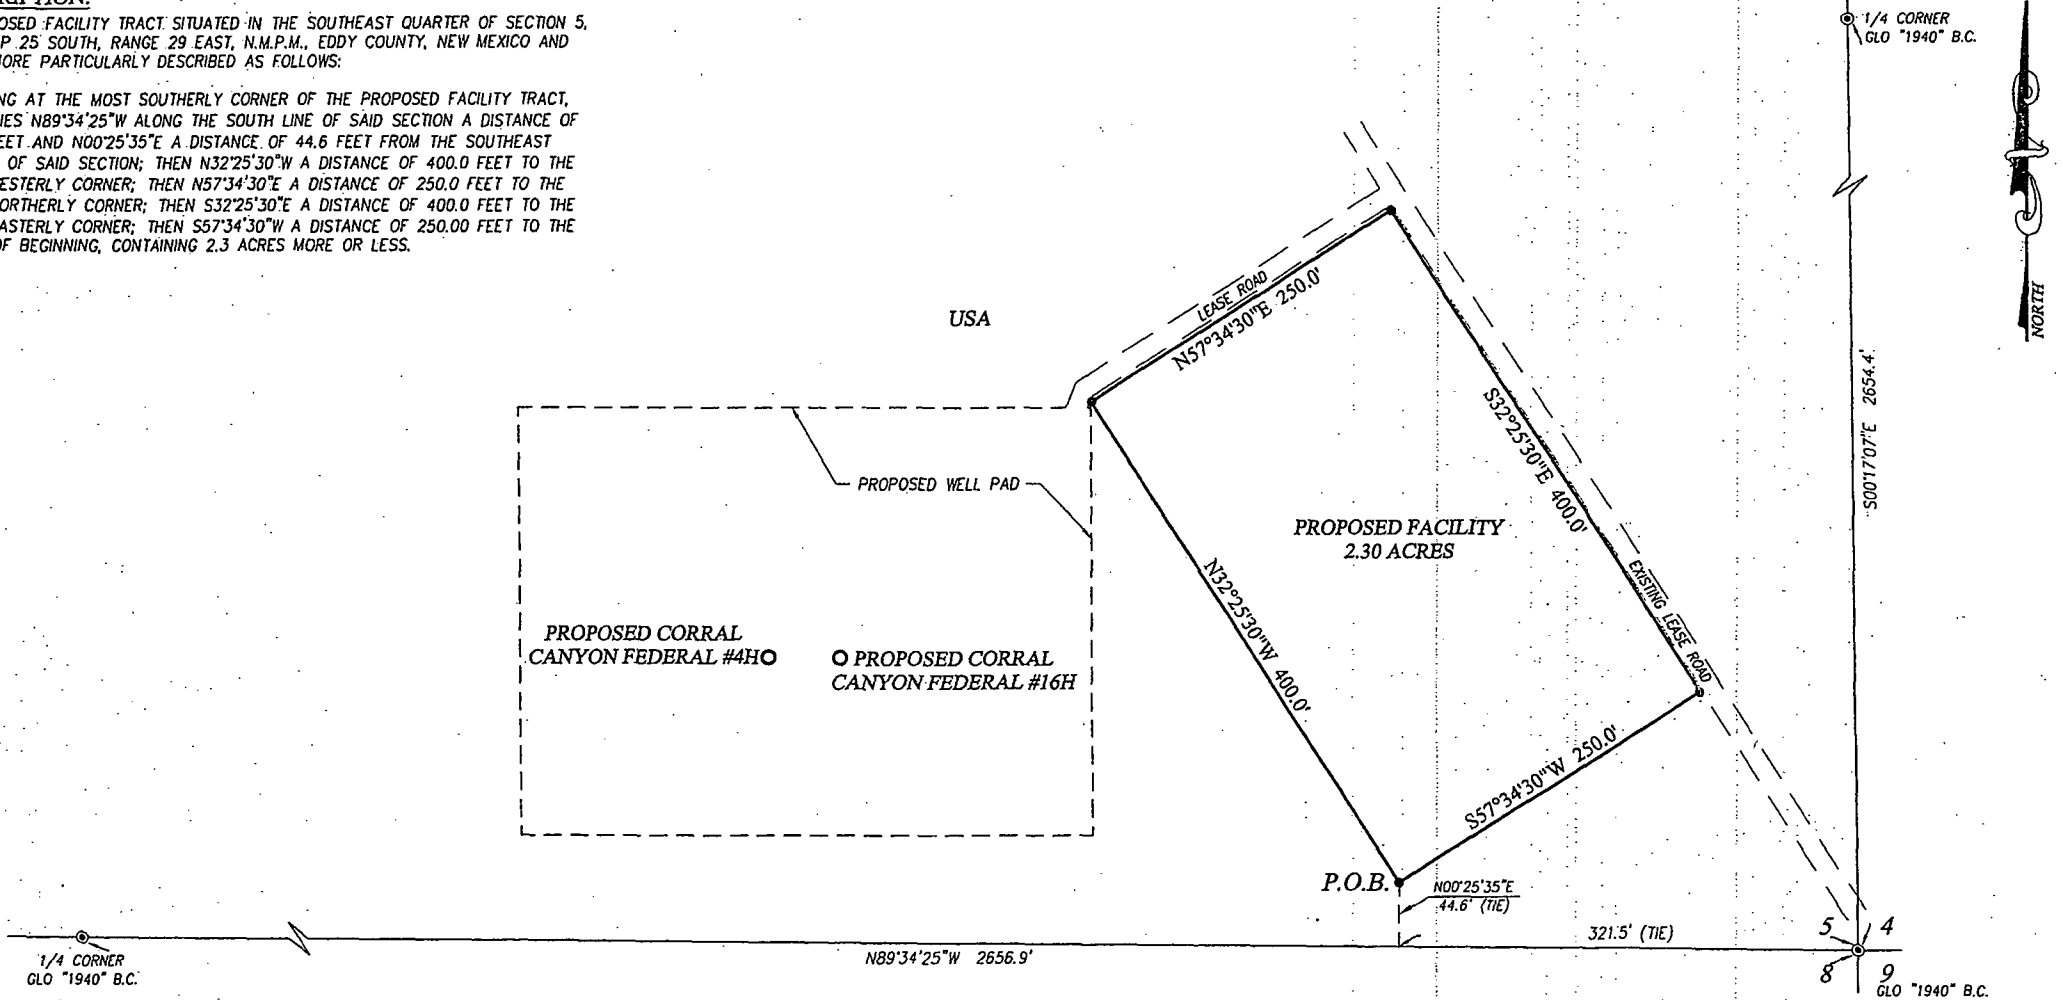 OSED FACILITY TRACT SITUATED IN THE SOUTHEAST QUARTER OF SECTION 5,
P 25 SOUTH, RANGE 29 EAST, N.M.P.M., EDDY COUNTY, NEW MEXICO AND
ORE PARTICULARLY DESCRIBED AS FOLLOWS:
NG AT THE MOST SOUTHERLY CORNER OF THE PROPOSED FACILITY TRACT,
IES N89°34'25"W ALONG THE SOUTH LINE OF SAID SECTION A DISTANCE OF
EET AND N00°25'35"E A DISTANCE OF 44.6 FEET FROM THE SOUTHEAST
OF SAID SECTION; THEN N32°25'30"W A DISTANCE OF 400.0 FEET TO THE
ESTERLY CORNER; THEN N57°34'30"E A DISTANCE OF 250.0 FEET TO THE
ORTHERLY CORNER; THEN S32°25'30"E A DISTANCE OF 400.0 FEET TO THE
ASTERLY CORNER; THEN S57°34'30"W A DISTANCE OF 250.00 FEET TO THE
OF BEGINNING, CONTAINING 2.3 ACRES MORE OR LESS.
1/4 CORNER
GLO "1940" B.C.
NORTH
USA
LEASE ROAD
N57°34'30"E 250.0'
S00°17'07"E 2654.4'
S32°25'30"E 400.0'
PROPOSED WELL PAD
PROPOSED FACILITY
2.30 ACRES
EXISTING LEASE ROAD
N32°25'30"W 400.0'
PROPOSED CORRAL
CANYON FEDERAL #4H
PROPOSED CORRAL
CANYON FEDERAL #16H
S57°34'30"W 250.0'
P.O.B.
N00°25'35"E
44.6' (TIE)
321.5' (TIE)
5 4
8 9
GLO "1940" B.C.
1/4 CORNER
GLO "1940" B.C.
N89°34'25"W 2656.9'